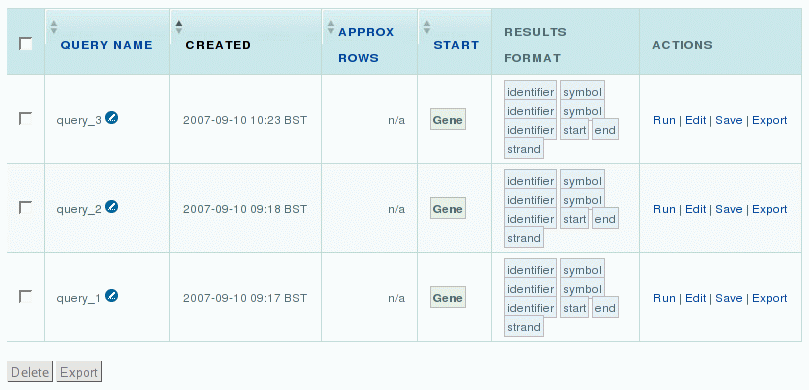 QUERY NAME CREATED APPROX ROWS START RESULTS FORMAT ACTIONS
query_3 2007-09-10 10:23 BST n/a Gene identifier symbol
identifier symbol
identifier start end
strand
Run | Edit | Save | Export
query_2 2007-09-10 09:18 BST n/a Gene identifier symbol
identifier symbol
identifier start end
strand
Run | Edit | Save | Export
query_1 2007-09-10 09:17 BST n/a Gene identifier symbol
identifier symbol
identifier start end
strand
Run | Edit | Save | Export
Delete Export